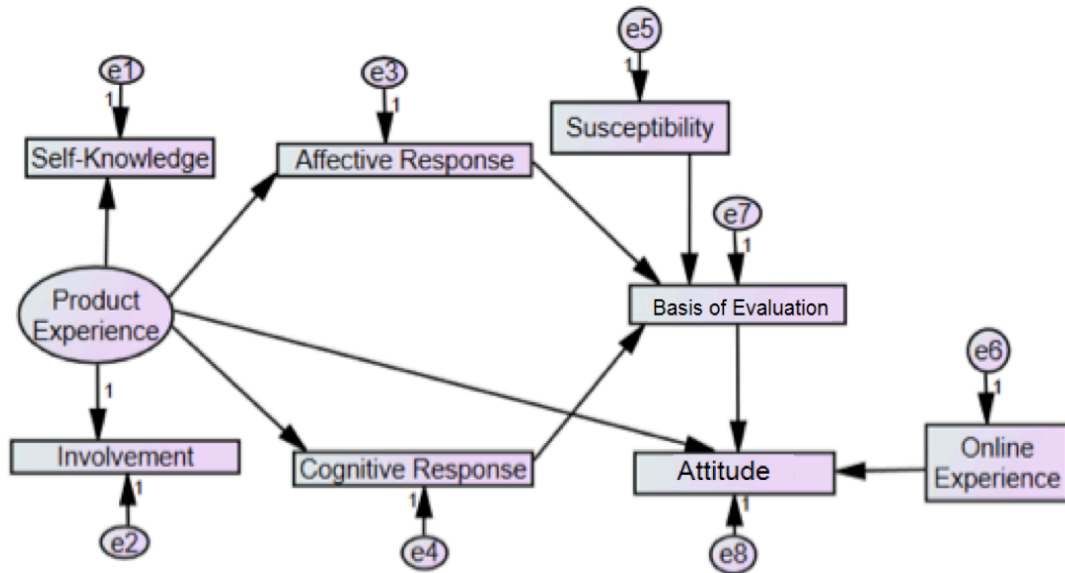 e5
e1
e3
1
1
1
Susceptibility
Self-Knowledge
Affective Response
e7
1
Product
Experience
Basis of Evaluation
e6
1
1
Involvement
Cognitive Response
Attitude
Online
Experience
1
1
1
e2
e4
e8